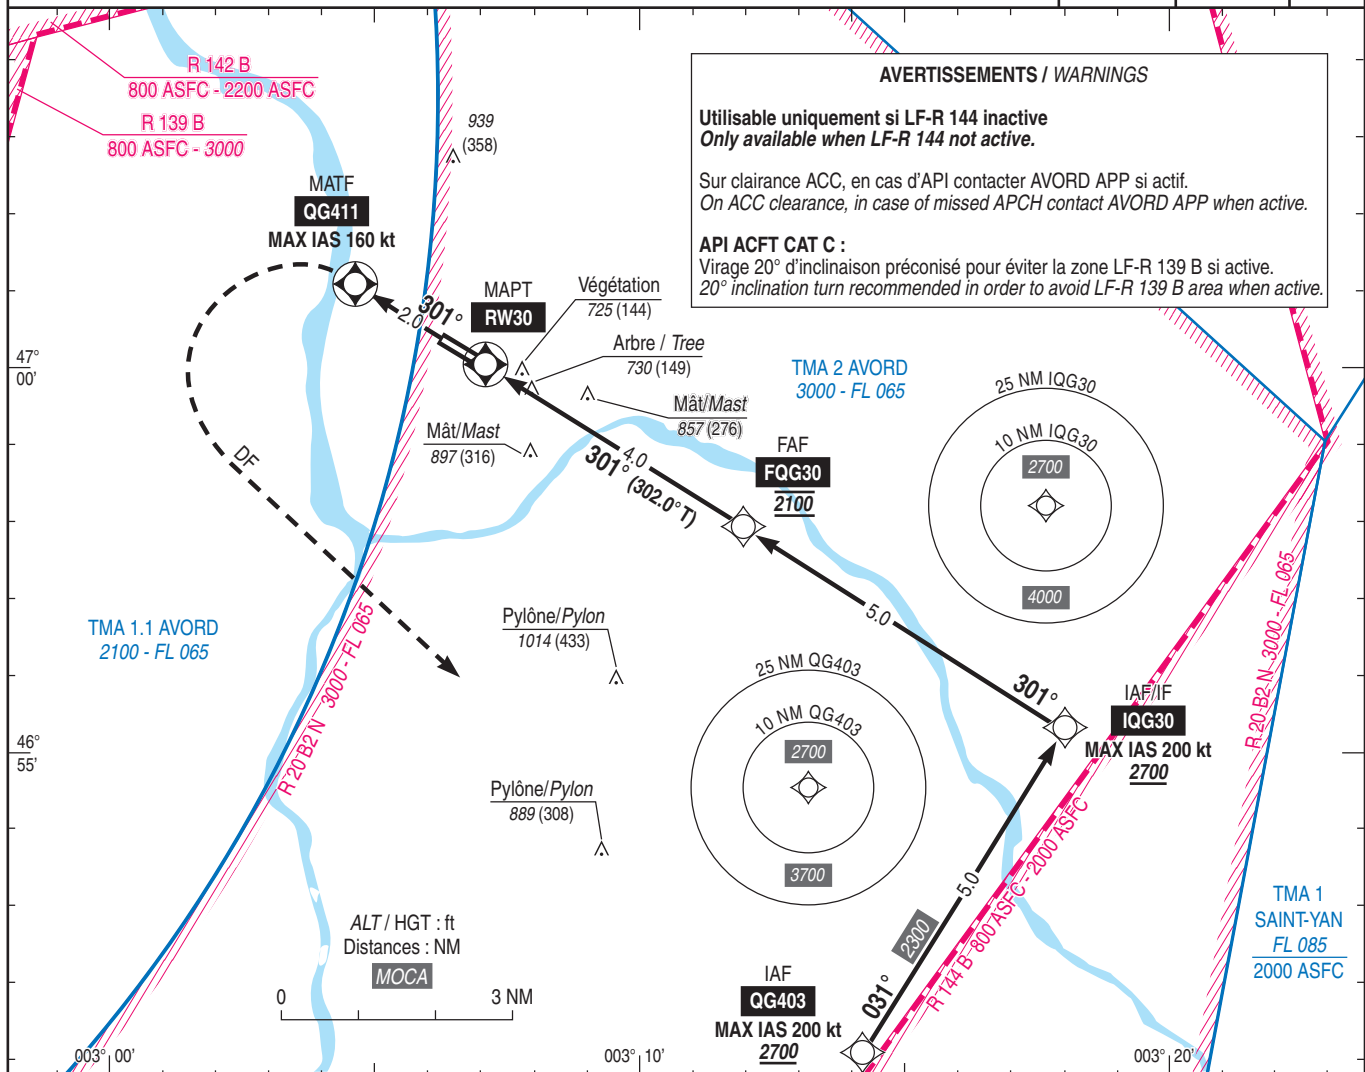 R 142 B
800 ASFC - 2200 ASFC
R 139 B
800 ASFC - 3000
939
(358)
AVERTISSEMENTS / WARNINGS
Utilisable uniquement si LF-R 144 inactive
Only available when LF-R 144 not active.
Sur clairance ACC, en cas d'API contacter AVORD APP si actif.
On ACC clearance, in case of missed APCH contact AVORD APP when active.
API ACFT CAT C :
Virage 20° d'inclinaison préconisé pour éviter la zone LF-R 139 B si active.
20° inclination turn recommended in order to avoid LF-R 139 B area when active.
MATF
QG411
MAX IAS 160 kt
301°
2.0
MAPT
RW30
Végétation
725 (144)
Arbre / Tree
730 (149)
Mât/Mast
857 (276)
Mât/Mast
897 (316)
47°
00'
TMA 2 AVORD
3000 - FL 065
25 NM IQG30
10 NM IQG30
2700
4000
FAF
FQG30
2100
4.0
301° (302.0°T)
DF
5.0
301°
TMA 1.1 AVORD
2100 - FL 065
R 20 B2 N 3000 - FL 065
Pylône/Pylon
1014 (433)
Pylône/Pylon
889 (308)
25 NM QG403
10 NM QG403
2700
3700
IAF/IF
IQG30
MAX IAS 200 kt
2700
R 20 B2 N 3000 - FL 065
46°
55'
5.0
2300
031°
R 144 B 800 ASFC - 2000 ASFC
TMA 1
SAINT-YAN
FL 085
2000 ASFC
ALT / HGT : ft
Distances : NM
MOCA
0 3 NM
IAF
QG403
MAX IAS 200 kt
2700
003° 00' 003° 10' 003° 20'